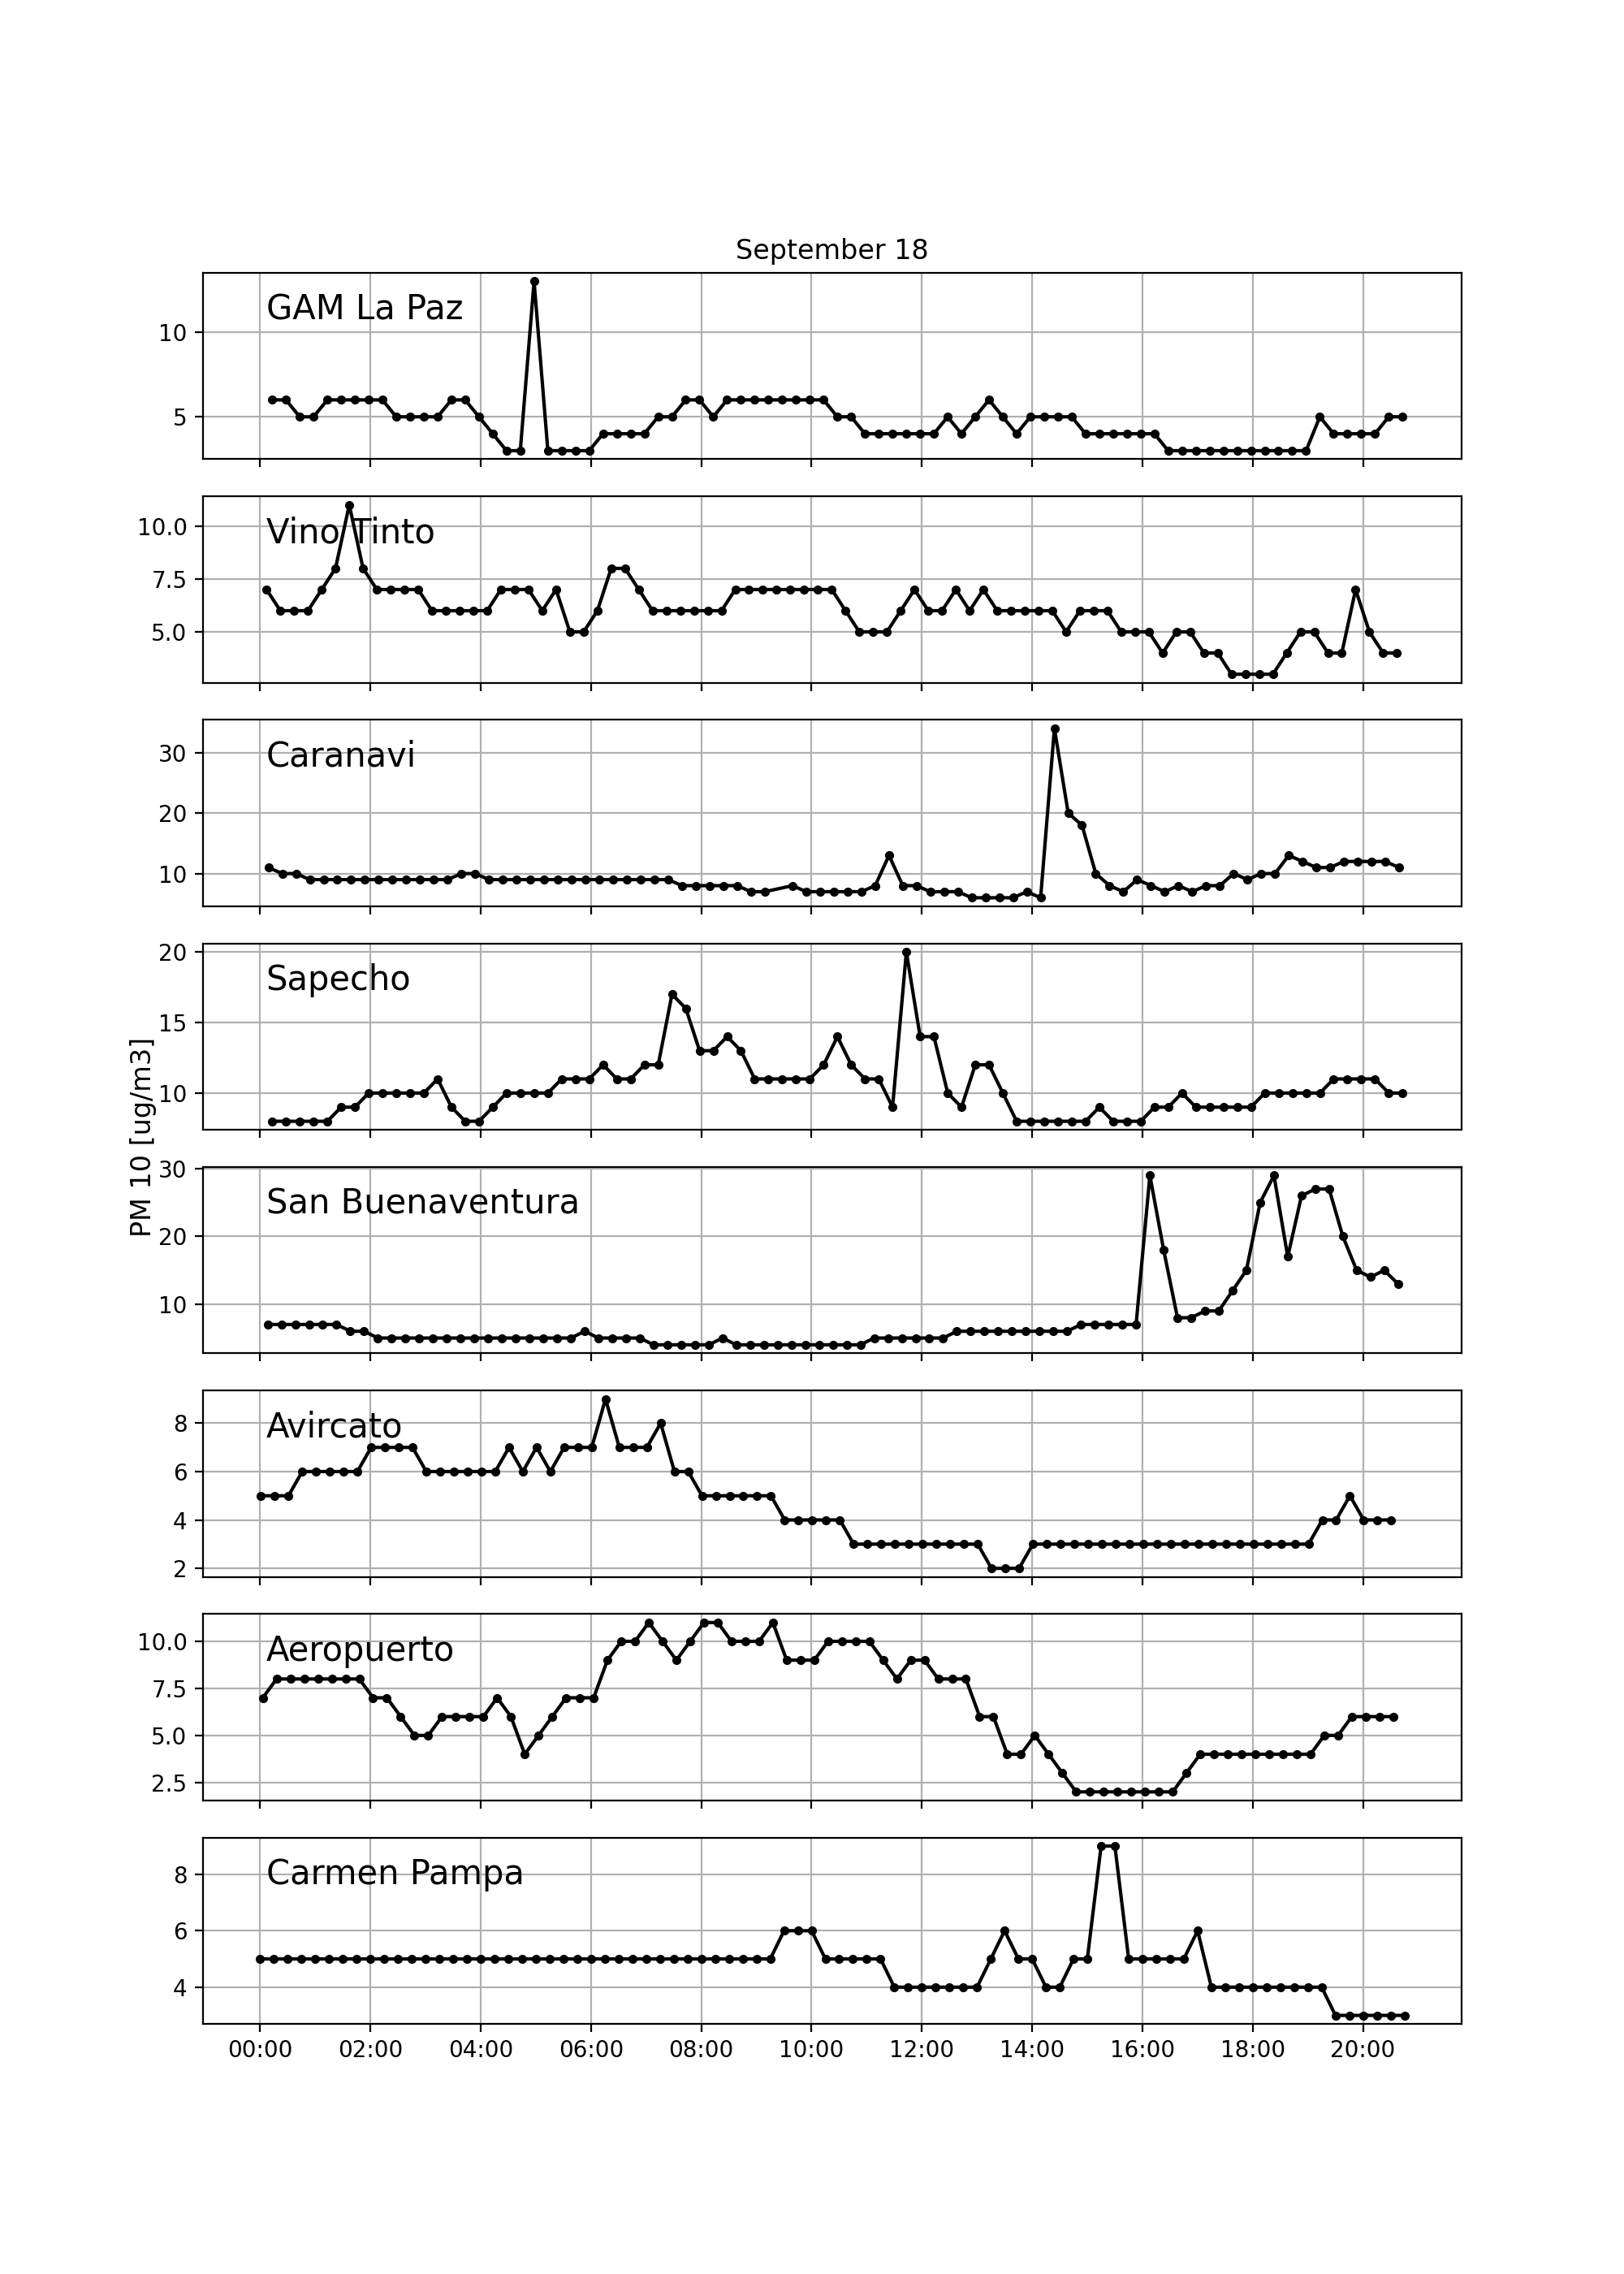 September 18
GAM La Paz
10
5
Vino Tinto
10.0
7.5
5.0
Caranavi
30
20
10
Sapecho
20
15
10
PM 10 [ug/m3]
San Buenaventura
30
20
10
Avircato
8
6
4
2
Aeropuerto
10.0
7.5
5.0
2.5
Carmen Pampa
8
6
4
00:00 02:00 04:00 06:00 08:00 10:00 12:00 14:00 16:00 18:00 20:00